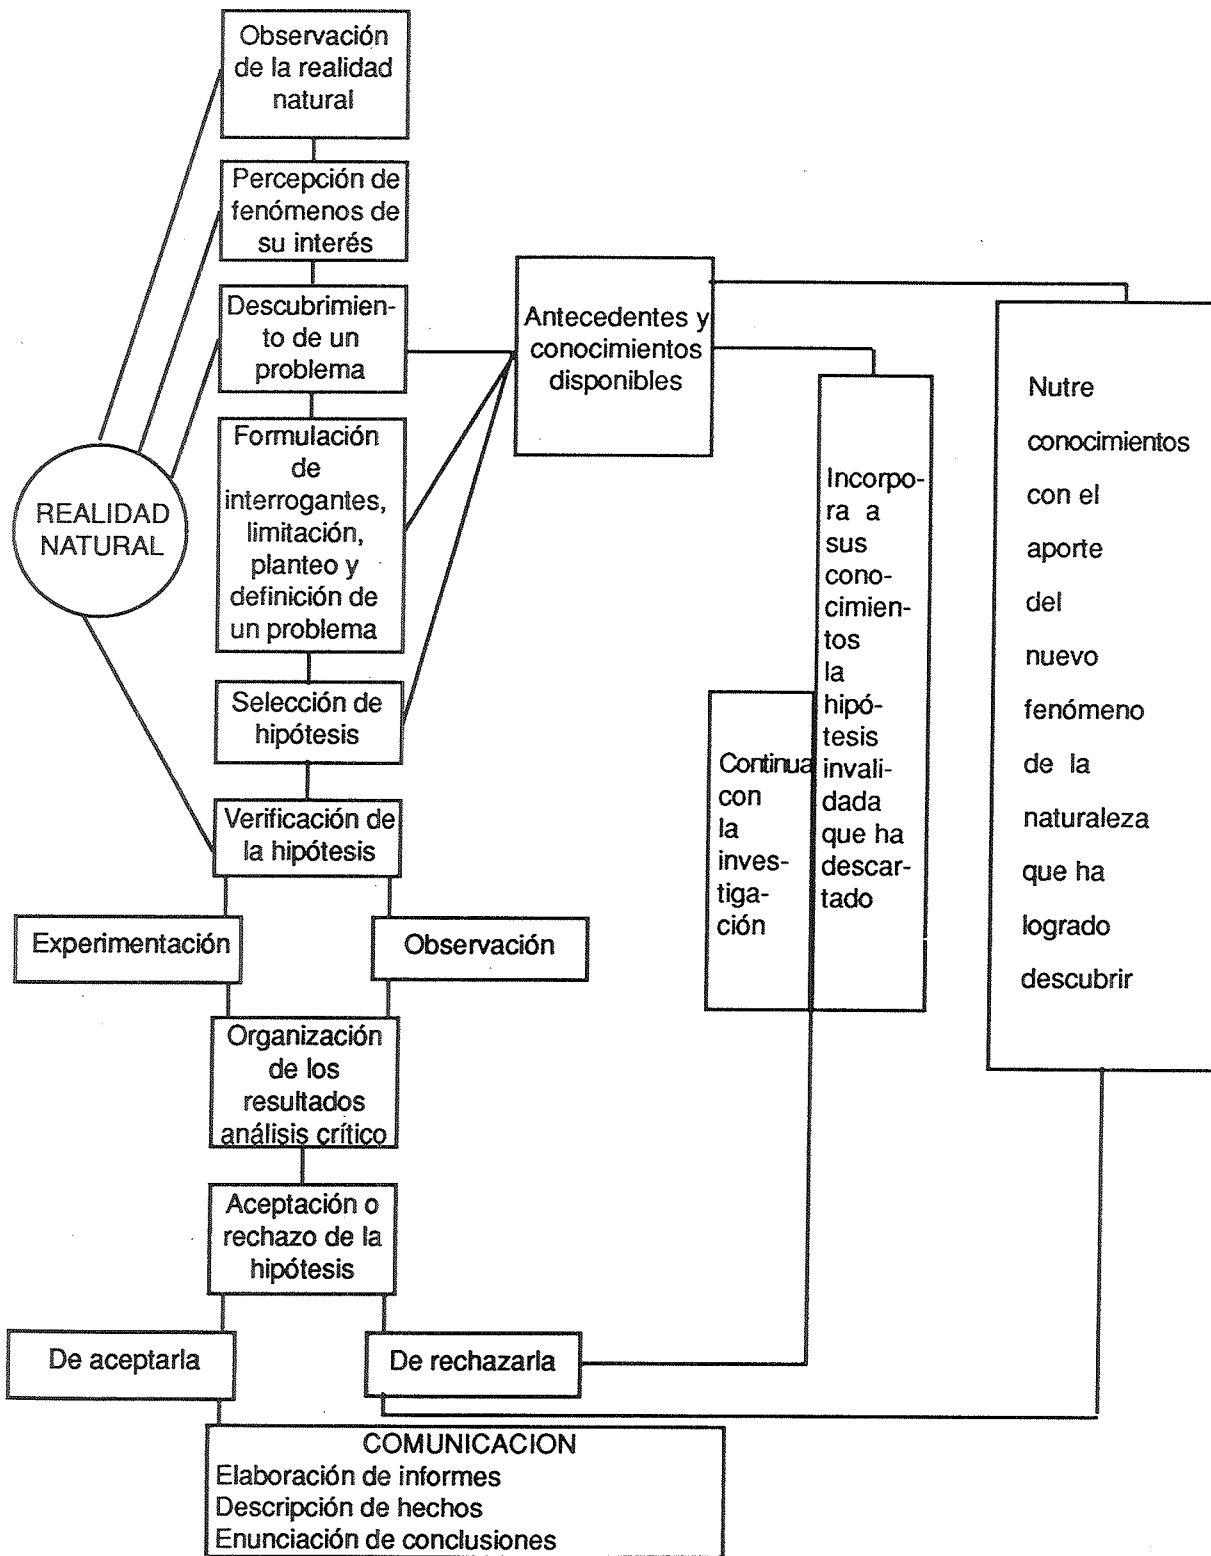 Observación
de la realidad
natural
Percepción de
fenómenos de
su interés
Descubrimien-
to de un
problema
Formulación
de
interrogantes,
limitación,
planteo y
definición de
un problema
Selección de
hipótesis
Verificación de
la hipótesis
Experimentación
Observación
Organización
de los
resultados
análisis crítico
Aceptación o
rechazo de la
hipótesis
De aceptarla
De rechazarla
COMUNICACION
Elaboración de informes
Descripción de hechos
Enunciación de conclusiones
REALIDAD
NATURAL
Antecedentes y
conocimientos
disponibles
Continua
con
la
inves-
tiga-
ción
Incorpo-
ra a
sus
cono-
cimien-
tos
la
hipó-
tesis
invali-
dada
que ha
descar-
tado
Nutre
conocimientos
con el
aporte
del
nuevo
fenómeno
de la
naturaleza
que ha
logrado
descubrir